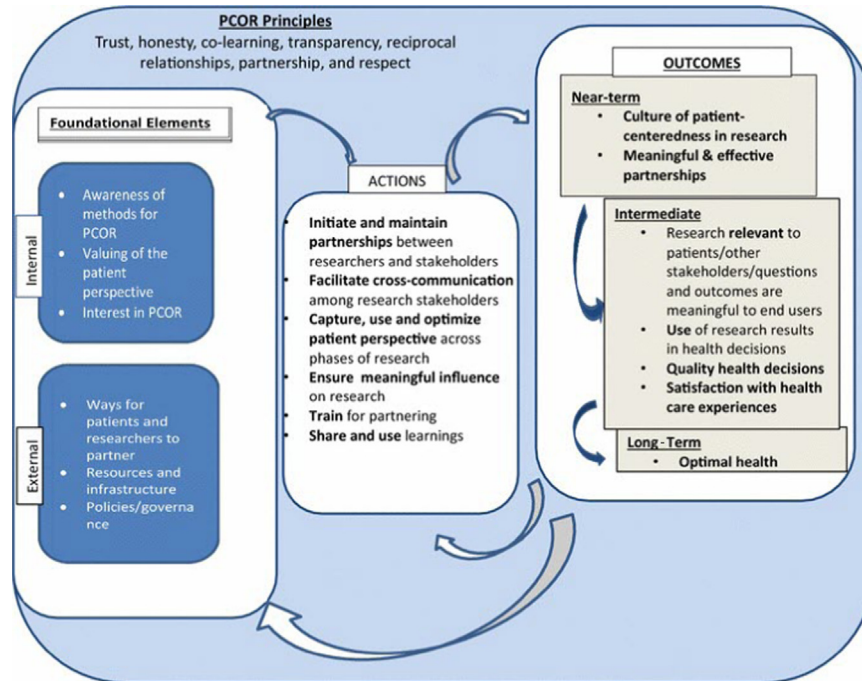 PCOR Principles
Trust, honesty, co-learning, transparency, reciprocal
relationships, partnership, and respect
Foundational Elements
Internal
• Awareness of
methods for
PCOR
• Valuing of the
patient
perspective
• Interest in PCOR
External
• Ways for
patients and
researchers to
partner
• Resources and
infrastructure
• Policies/governa
nce
ACTIONS
• Initiate and maintain
partnerships between
researchers and stakeholders
• Facilitate cross-communication
among research stakeholders
• Capture, use and optimize
patient perspective across
phases of research
• Ensure meaningful influence
on research
• Train for partnering
• Share and use learnings
OUTCOMES
Near-term
• Culture of patient-
centeredness in research
• Meaningful & effective
partnerships
Intermediate
• Research relevant to
patients/other
stakeholders/questions
and outcomes are
meaningful to end users
• Use of research results
in health decisions
• Quality health decisions
• Satisfaction with health
care experiences
Long-Term
• Optimal health